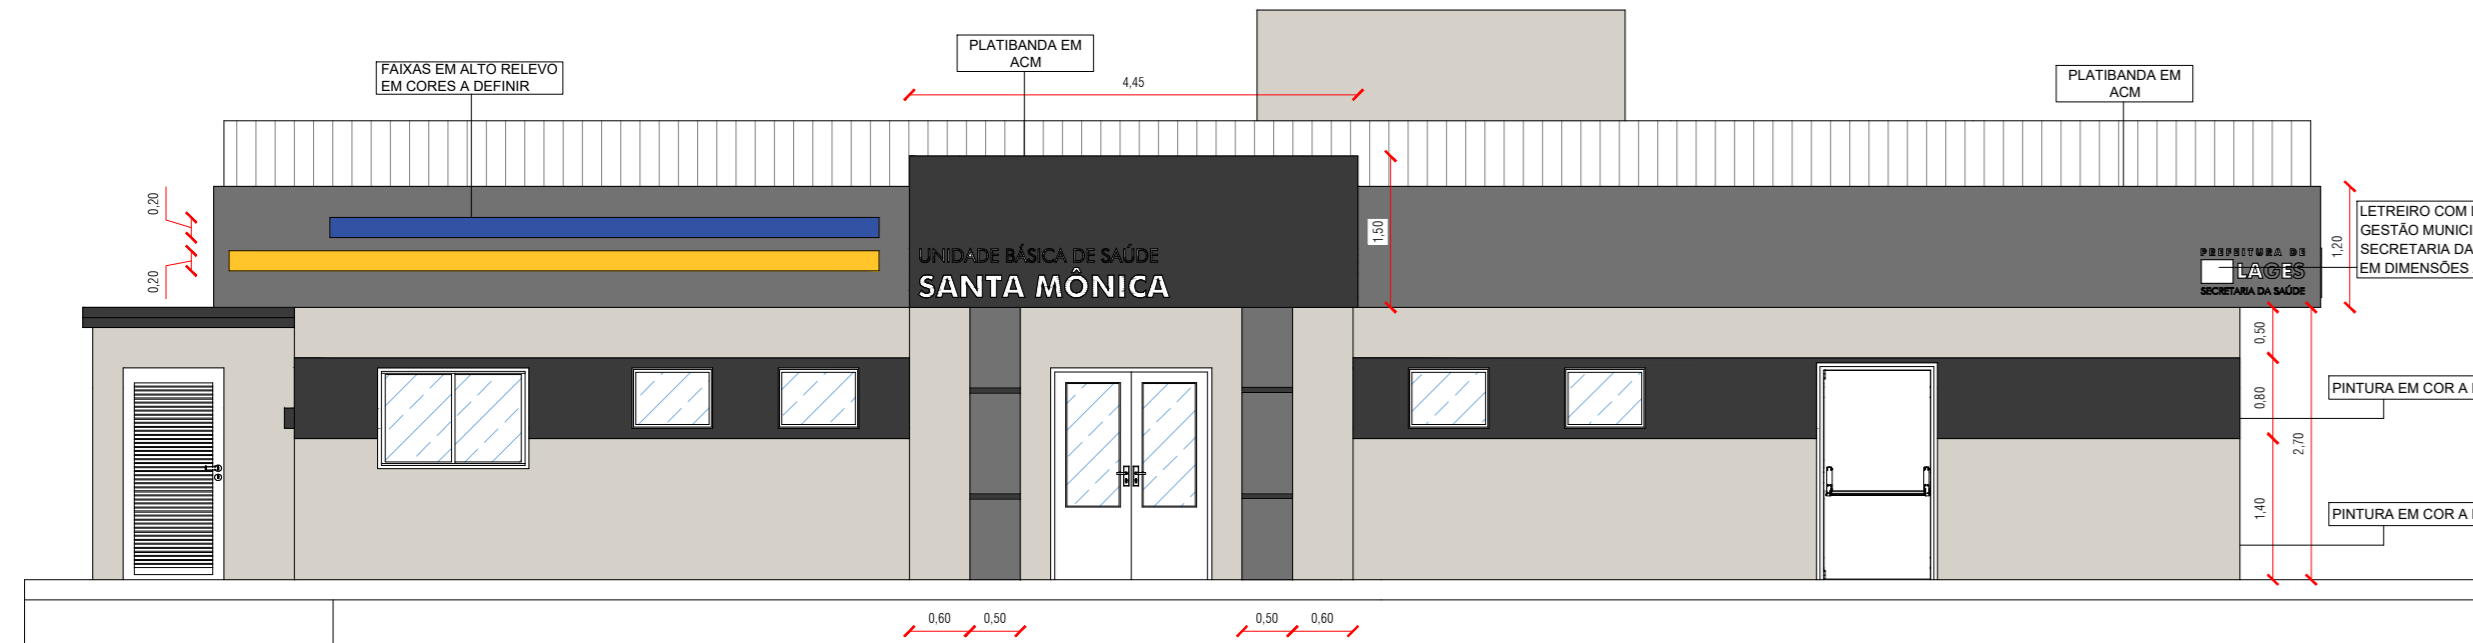 PLATIBANDA EM
ACM
FAIXAS EM ALTO RELEVO
EM CORES A DEFINIR
4,45
PLATIBANDA EM
ACM
0,20
0,20
1,50
1,20
UNIDADE BÁSICA DE SAÚDE
SANTA MÔNICA
PREFEITURA DE
LAGES
SECRETARIA DA SAÚDE
LETREIRO COM
GESTÃO
SECRETARIA DA
EM DIMENSÕES
0,50
0,80
2,70
1,40
PINTURA EM COR A
PINTURA EM COR A
0,60
0,50
0,50
0,60